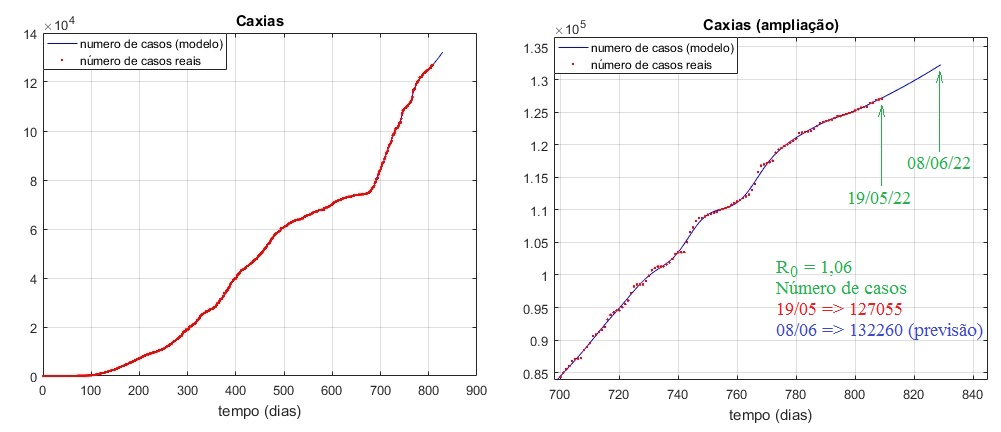 Caxias
×10⁴
numero de casos (modelo)
número de casos reais
14
12
10
8
6
4
2
0
0 100 200 300 400 500 600 700 800 900
tempo (dias)
Caxias (ampliação)
×10⁵
numero de casos (modelo)
número de casos reais
1.35
1.3
1.25
1.2
1.15
1.1
1.05
1
0.95
0.9
0.85
08/06/22
19/05/22
R₀ = 1,06
Número de casos
19/05 => 127055
08/06 => 132260 (previsão)
700 720 740 760 780 800 820 840
tempo (dias)